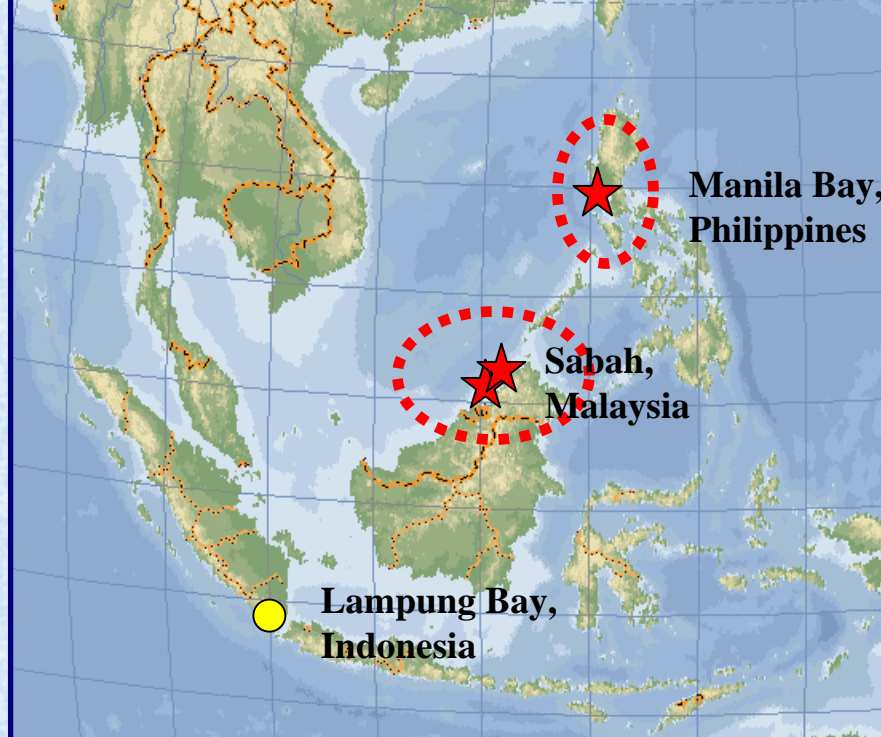 Manila Bay,
Philippines
Sabah,
Malaysia
Lampung Bay,
Indonesia